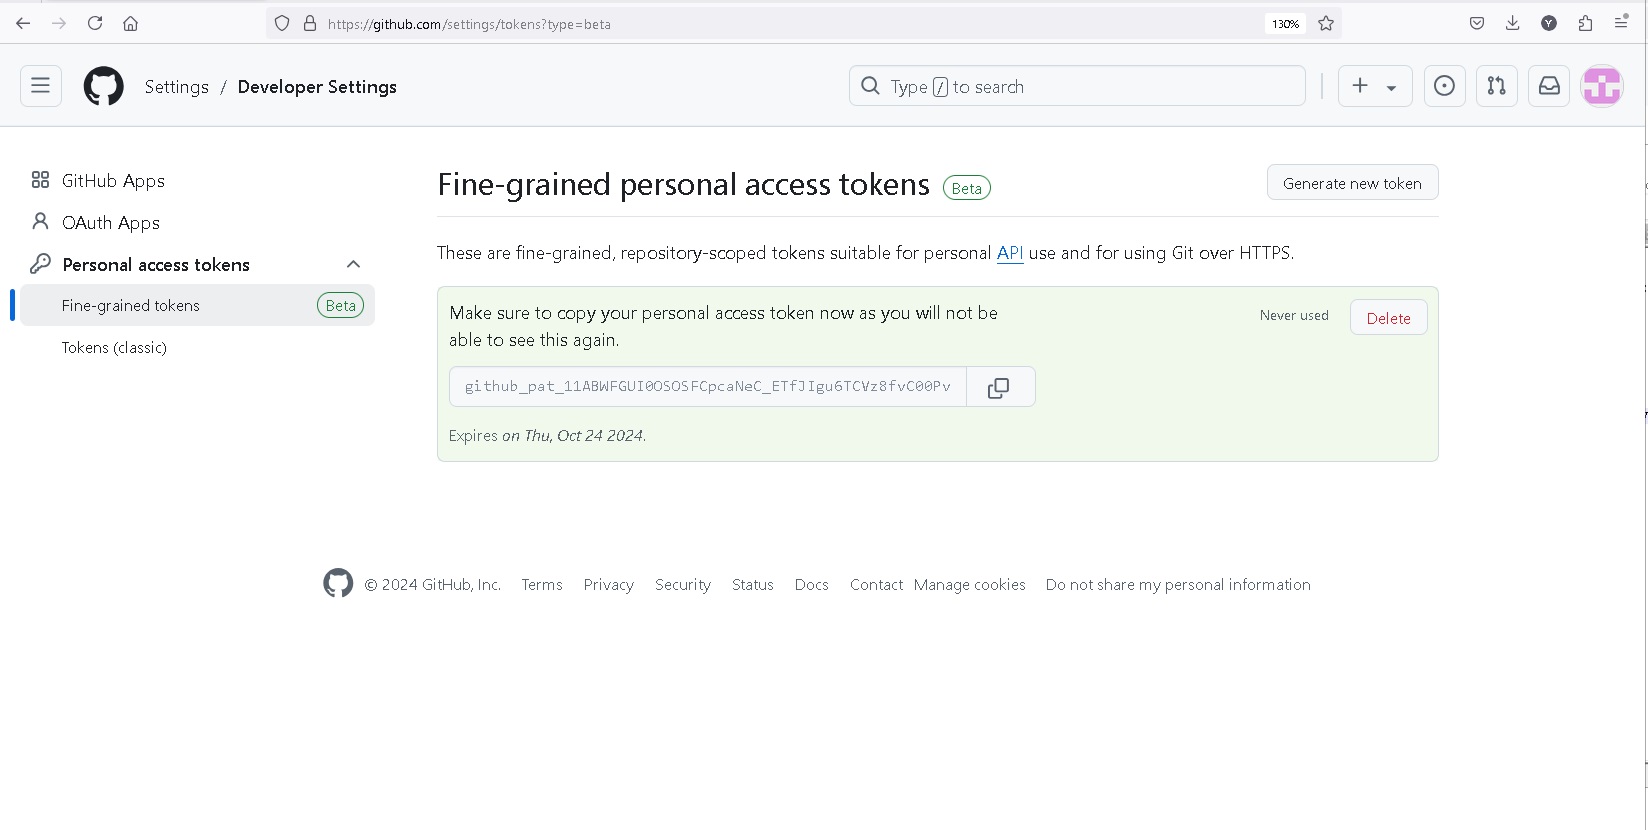 https://github.com/settings/tokens?type=beta
130%
Y
Settings / Developer Settings
Type / to search
GitHub Apps
OAuth Apps
Personal access tokens
Fine-grained tokens Beta
Tokens (classic)
Fine-grained personal access tokens Beta
Generate new token
These are fine-grained, repository-scoped tokens suitable for personal API use and for using Git over HTTPS.
Make sure to copy your personal access token now as you will not be
able to see this again.
Never used
Delete
github_pat_11ABWFGUI0OSOSFCpcaNeC_ETfJIgu6TCVz8fvC00Pv
Expires on Thu, Oct 24 2024.
© 2024 GitHub, Inc. Terms Privacy Security Status Docs Contact Manage cookies Do not share my personal information